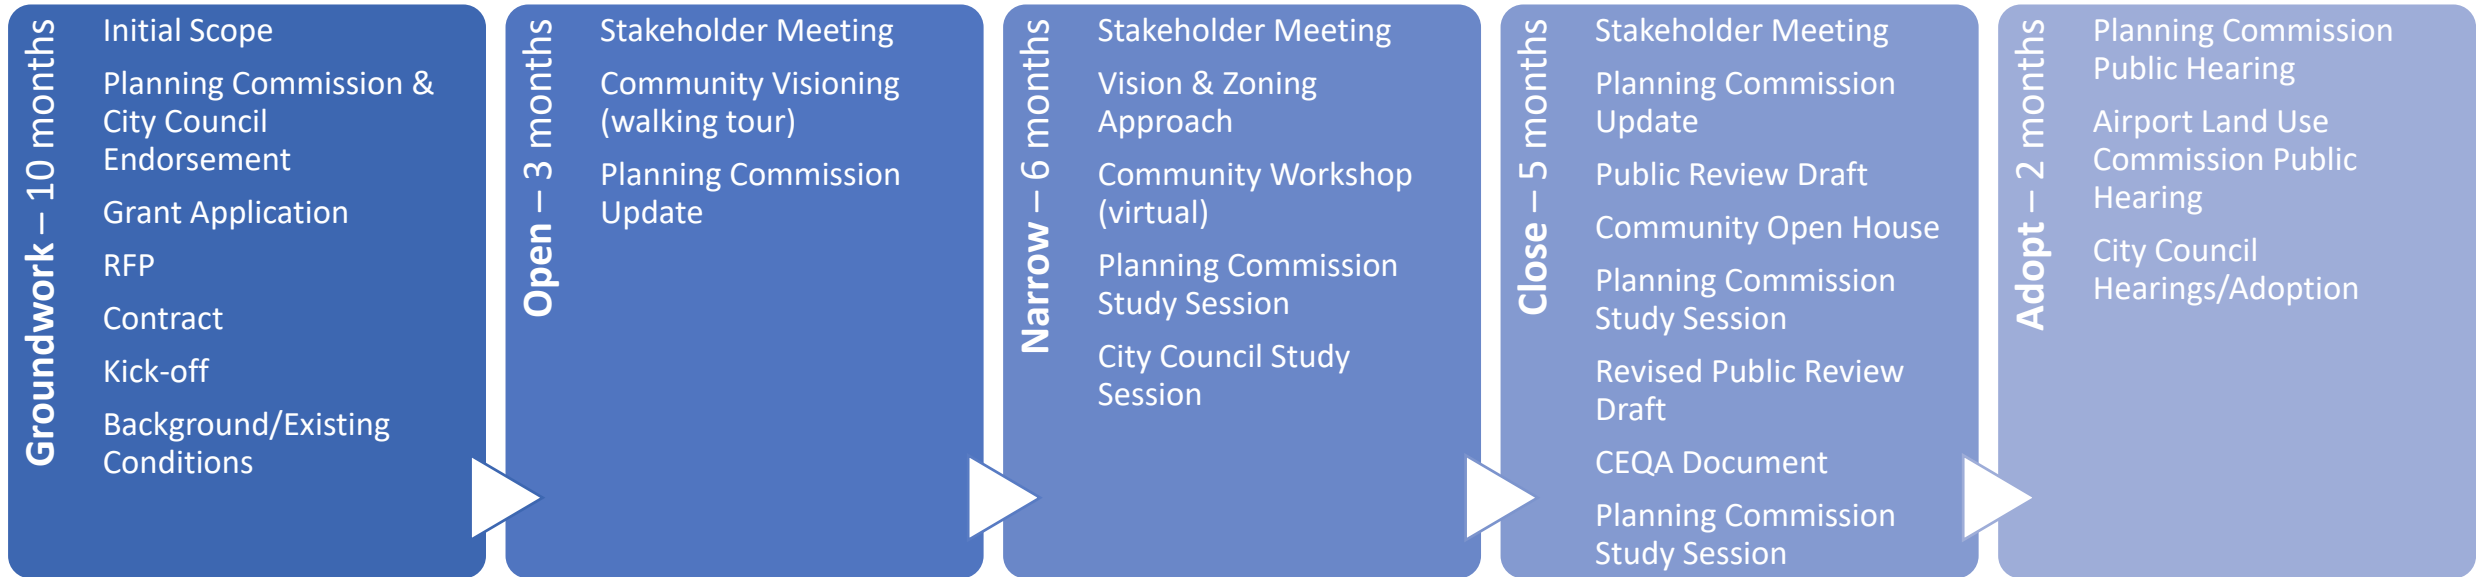 Groundwork – 10 months
Initial Scope
Planning Commission &
City Council
Endorsement
Grant Application
RFP
Contract
Kick-off
Background/Existing
Conditions
Open – 3 months
Stakeholder Meeting
Community Visioning
(walking tour)
Planning Commission
Update
Narrow – 6 months
Stakeholder Meeting
Vision & Zoning
Approach
Community Workshop
(virtual)
Planning Commission
Study Session
City Council Study
Session
Close – 5 months
Stakeholder Meeting
Planning Commission
Update
Public Review Draft
Community Open House
Planning Commission
Study Session
Revised Public Review
Draft
CEQA Document
Planning Commission
Study Session
Adopt – 2 months
Planning Commission
Public Hearing
Airport Land Use
Commission Public
Hearing
City Council
Hearings/Adoption